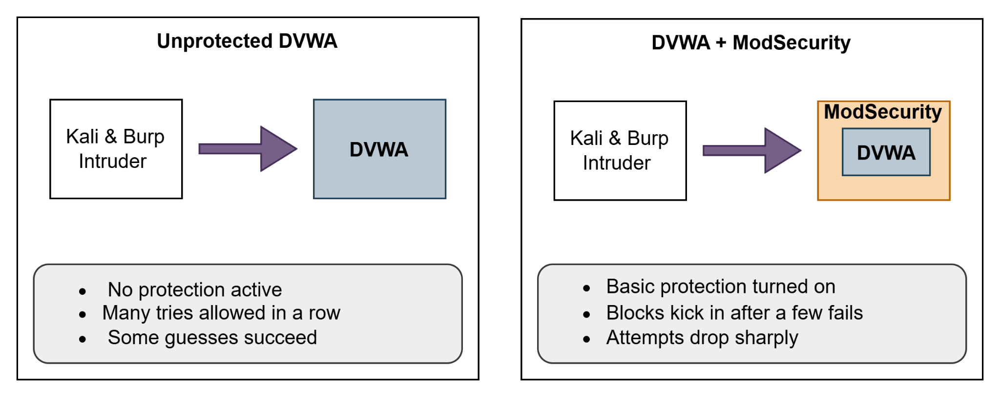 Unprotected DVWA
Kali & Burp
Intruder
DVWA
• No protection active
• Many tries allowed in a row
• Some guesses succeed
DVWA + ModSecurity
Kali & Burp
Intruder
ModSecurity
DVWA
• Basic protection turned on
• Blocks kick in after a few fails
• Attempts drop sharply